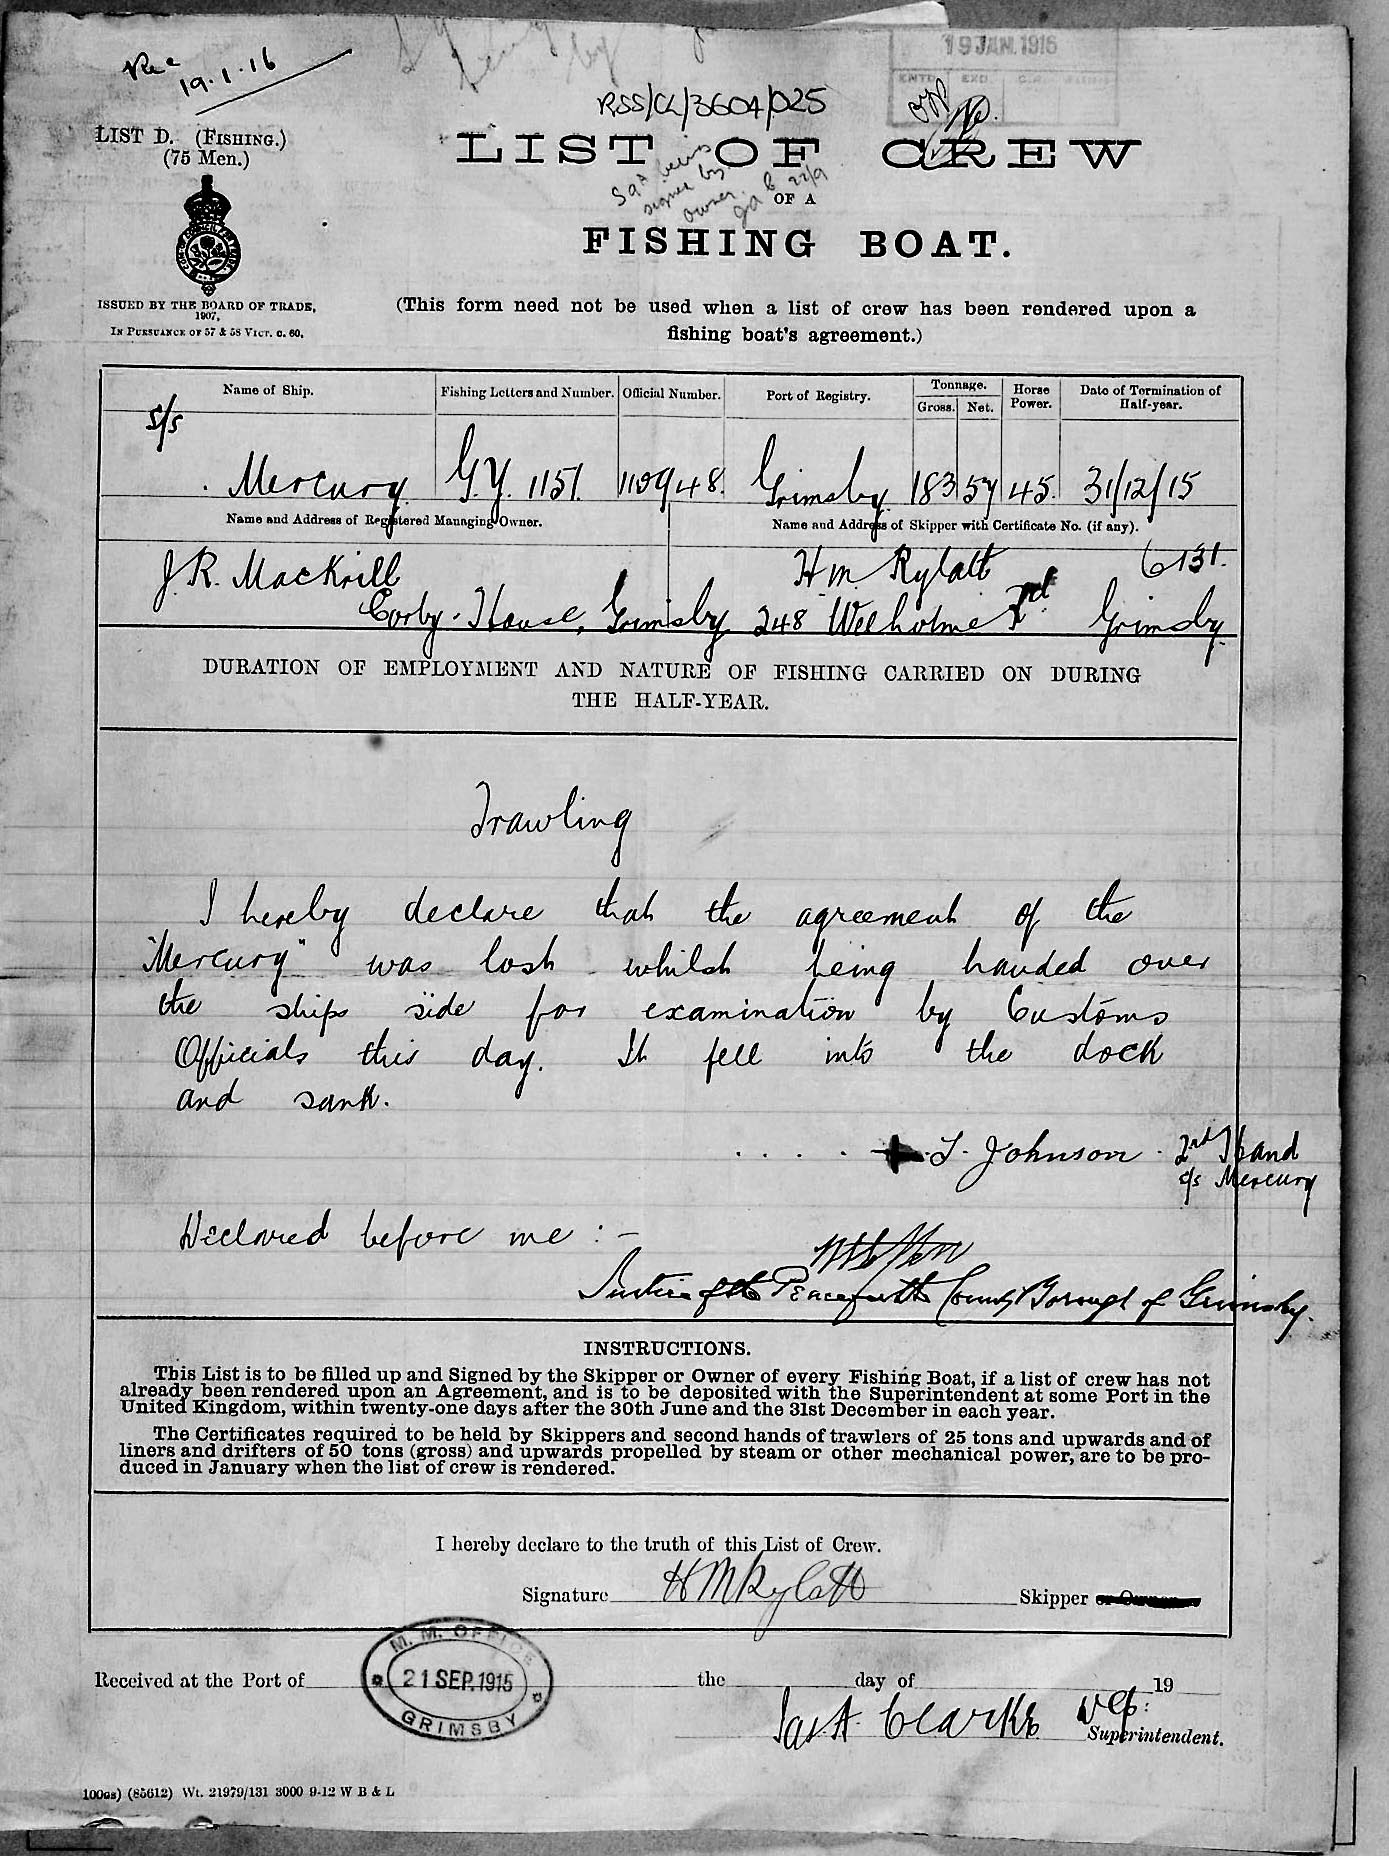 Rec
19.1.16
19 JAN. 1916
ENTD EXD.
RSS/CL/3604/025
LIST D. (FISHING.)
(75 Men.)
LIST OF CREW
signed by
owner
22/9
OF A
FISHING BOAT.
ISSUED BY THE BOARD OF TRADE,
1907,
IN PURSUANCE OF 57 & 58 VICT. C. 60.
(This form need not be used when a list of crew has been rendered upon a
fishing boat's agreement.)
Name of Ship. Fishing Letters and Number. Official Number. Port of Registry. Tonnage. Gross. Net. Horse Power. Date of Termination of Half-year.
S/S
Mercury G.Y. 1151. 110948. Grimsby 183 57 45. 31/12/15
Name and Address of Registered Managing Owner. Name and Address of Skipper with Certificate No. (if any).
J. R. Mackrill H. M. Rylatt 6131.
Corby House, Grimsby 248 Welholme Rd Grimsby.
DURATION OF EMPLOYMENT AND NATURE OF FISHING CARRIED ON DURING
THE HALF-YEAR.
Trawling
I hereby declare that the agreement of the
"Mercury" was lost whilst being handed over
the ships side for examination by Customs
Officials this day. It fell into the dock
and sank.
T. Johnson. 2nd Hand
s/s Mercury
Declared before me :-
Justice of the Peace for the County Borough of Grimsby.
INSTRUCTIONS.
This List is to be filled up and Signed by the Skipper or Owner of every Fishing Boat, if a list of crew has not
already been rendered upon an Agreement, and is to be deposited with the Superintendent at some Port in the
United Kingdom, within twenty-one days after the 30th June and the 31st December in each year.
The Certificates required to be held by Skippers and second hands of trawlers of 25 tons and upwards and of
liners and drifters of 50 tons (gross) and upwards propelled by steam or other mechanical power, are to be pro-
duced in January when the list of crew is rendered.
I hereby declare to the truth of this List of Crew.
Signature H M Rylatt Skipper or Owner
Received at the Port of the day of 19
M. M. OFFICE
21 SEP. 1915
GRIMSBY
Jas A. Clarke Dep:
Superintendent.
100gs) (85612) Wt. 21979/131 3000 9-12 W B & L